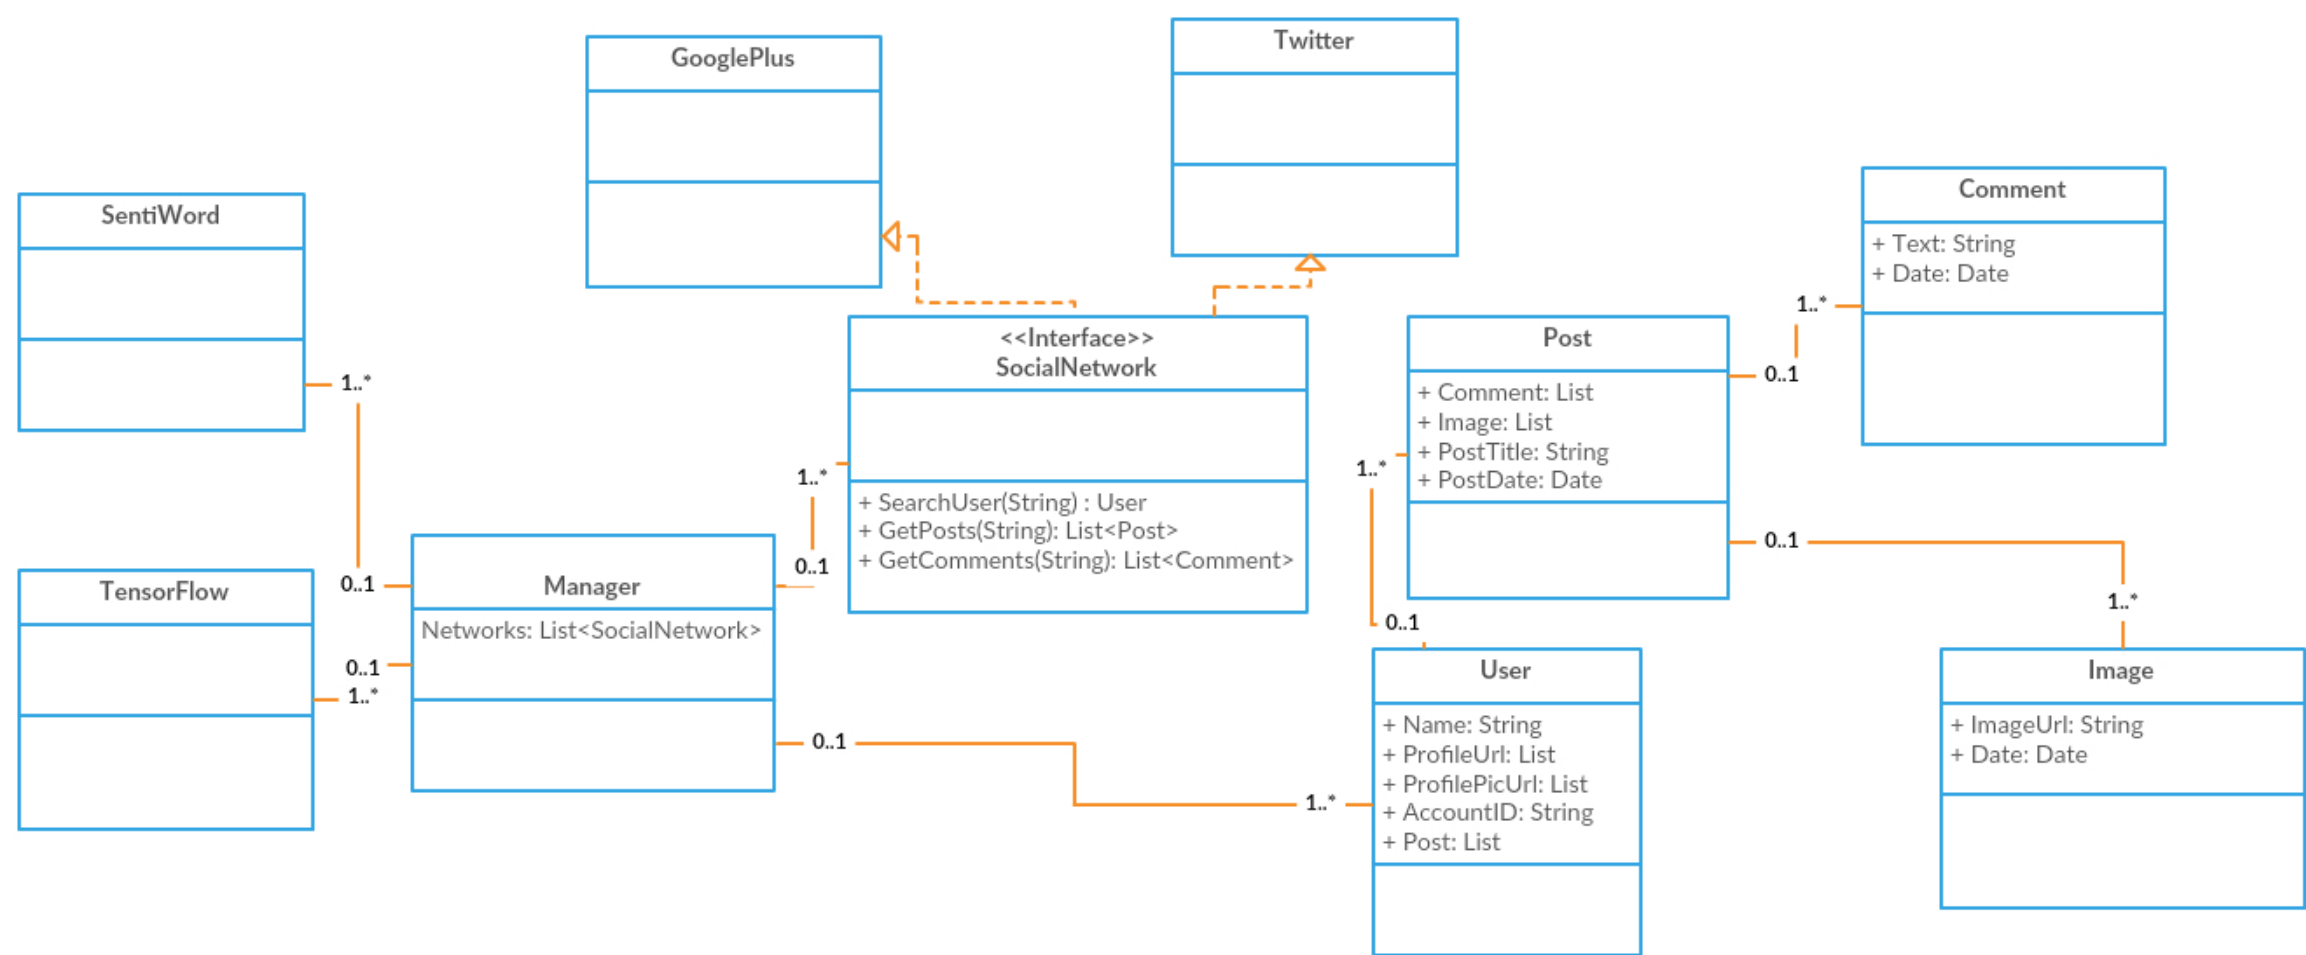 GooglePlus
Twitter
SentiWord
Comment
+ Text: String
+ Date: Date
<<Interface>>
SocialNetwork
+ SearchUser(String) : User
+ GetPosts(String): List<Post>
+ GetComments(String): List<Comment>
Post
+ Comment: List
+ Image: List
+ PostTitle: String
+ PostDate: Date
1..*
0..1
1..*
0..1
1..*
0..1
1..*
0..1
0..1
1..*
TensorFlow
Manager
Networks: List<SocialNetwork>
0..1
1..*
0..1
1..*
User
+ Name: String
+ ProfileUrl: List
+ ProfilePicUrl: List
+ AccountID: String
+ Post: List
Image
+ ImageUrl: String
+ Date: Date